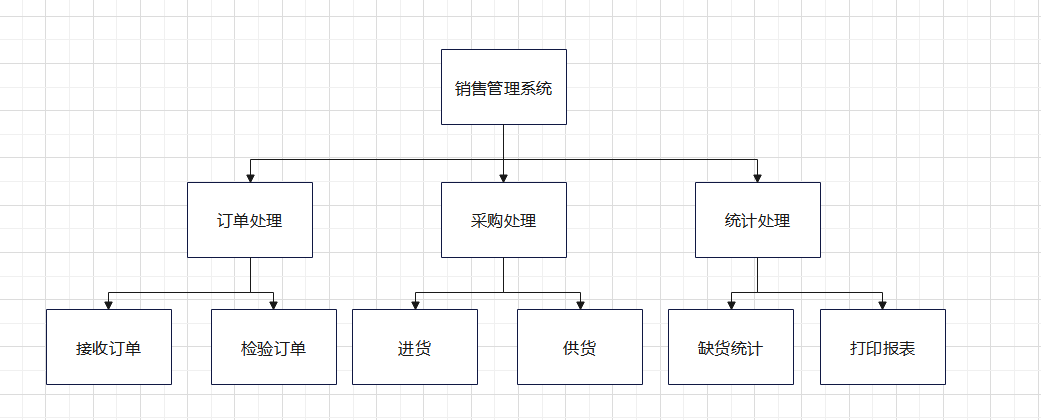 销售管理系统
订单处理
采购处理
统计处理
接收订单
检验订单
进货
供货
缺货统计
打印报表